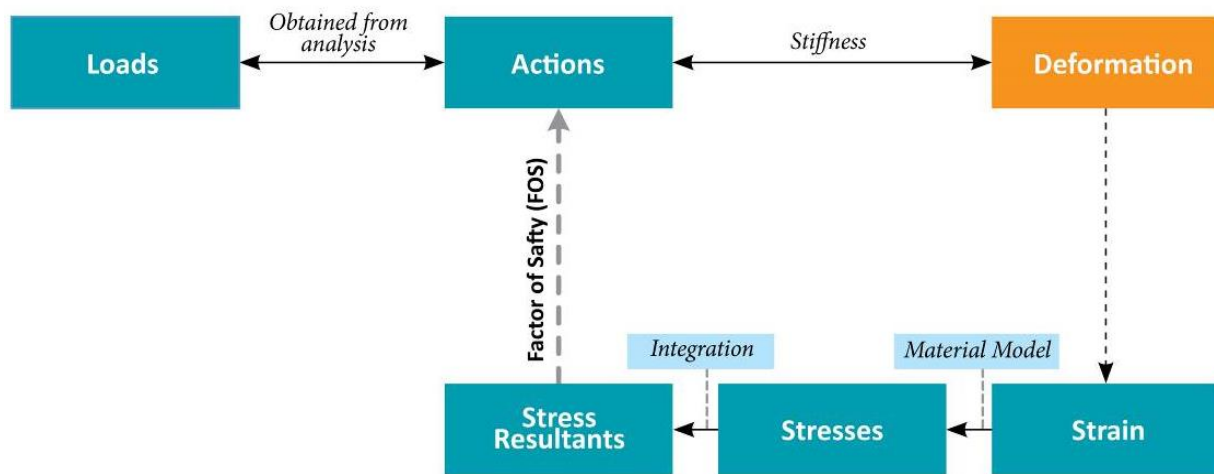 Obtained from
analysis
Stiffness
Loads
Actions
Deformation
Factor of Safty (FOS)
Integration
Material Model
Stress
Resultants
Stresses
Strain